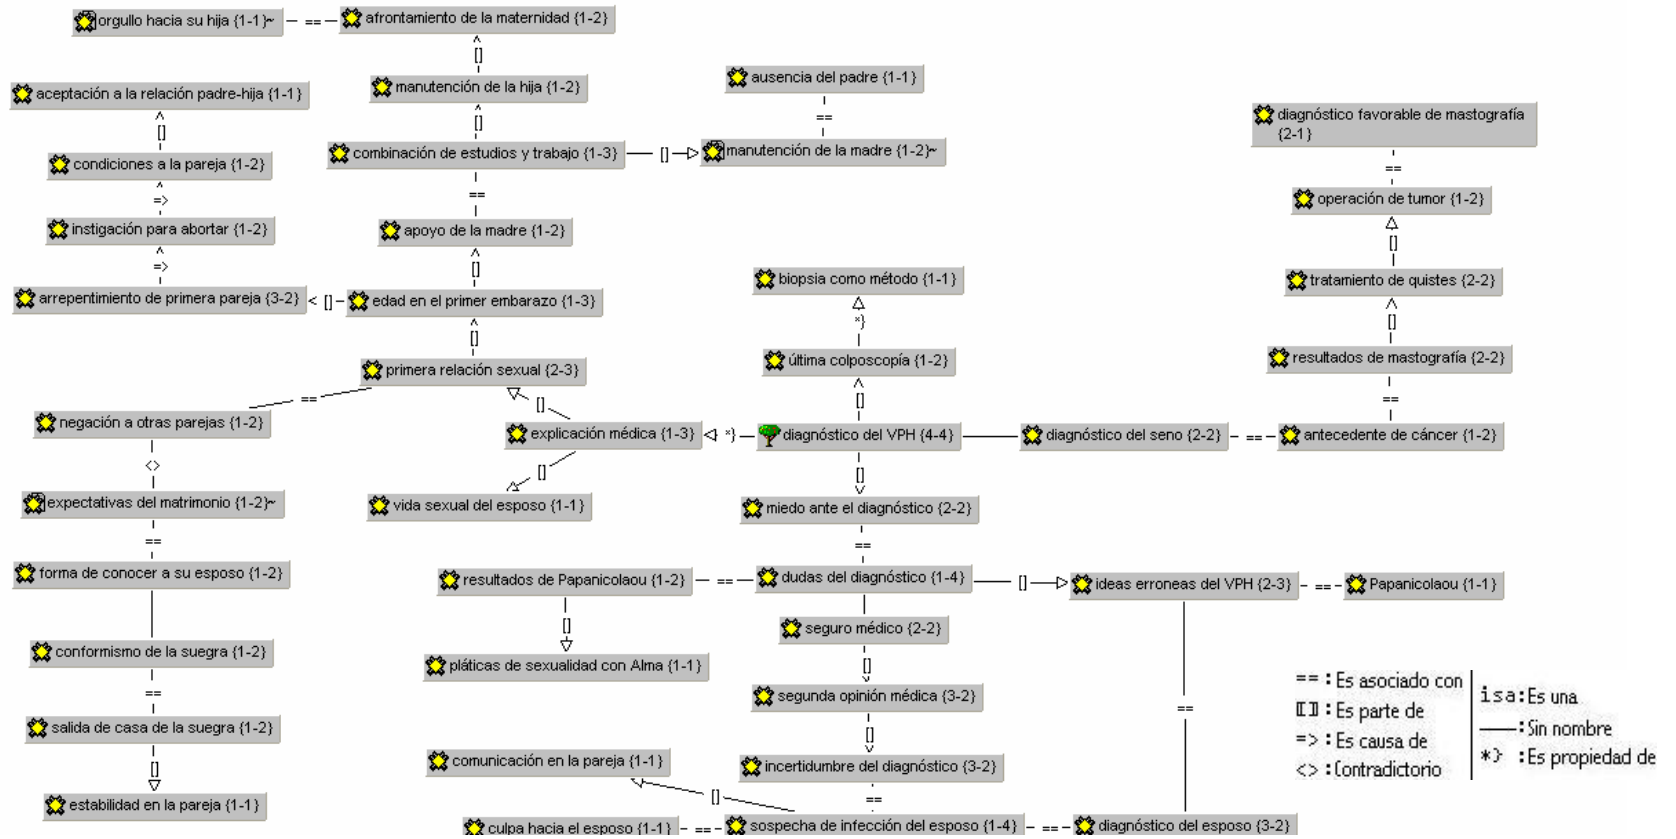 orgullo hacia su hija {1-1}~
==
afrontamiento de la maternidad {1-2}
[]
aceptación a la relación padre-hija {1-1}
manutención de la hija {1-2}
ausencia del padre {1-1}
[]
[]
==
condiciones a la pareja {1-2}
combinación de estudios y trabajo {1-3}
[]
manutención de la madre {1-2}~
diagnóstico favorable de mastografía
{2-1}
=>
==
==
instigación para abortar {1-2}
apoyo de la madre {1-2}
operación de tumor {1-2}
=>
[]
[]
arrepentimiento de primera pareja {3-2}
[]
edad en el primer embarazo {1-3}
biopsia como método {1-1}
tratamiento de quistes {2-2}
[]
*}
[]
primera relación sexual {2-3}
última colposcopía {1-2}
resultados de mastografía {2-2}
==
[]
[]
==
negación a otras parejas {1-2}
explicación médica {1-3}
*}
diagnóstico del VPH {4-4}
diagnóstico del seno {2-2}
==
antecedente de cáncer {1-2}
<>
[]
[]
expectativas del matrimonio {1-2}~
vida sexual del esposo {1-1}
miedo ante el diagnóstico {2-2}
==
==
forma de conocer a su esposo {1-2}
resultados de Papanicolaou {1-2}
==
dudas del diagnóstico {1-4}
[]
ideas erroneas del VPH {2-3}
==
Papanicolaou {1-1}
[]
seguro médico {2-2}
conformismo de la suegra {1-2}
pláticas de sexualidad con Alma {1-1}
[]
==
segunda opinión médica {3-2}
==
salida de casa de la suegra {1-2}
[]
[]
comunicación en la pareja {1-1}
incertidumbre del diagnóstico {3-2}
estabilidad en la pareja {1-1}
[]
==
culpa hacia el esposo {1-1}
==
sospecha de infección del esposo {1-4}
==
diagnóstico del esposo {3-2}
== : Es asociado con
[] : Es parte de
=> : Es causa de
<> : Contradictorio
isa: Es una
—: Sin nombre
*} : Es propiedad de